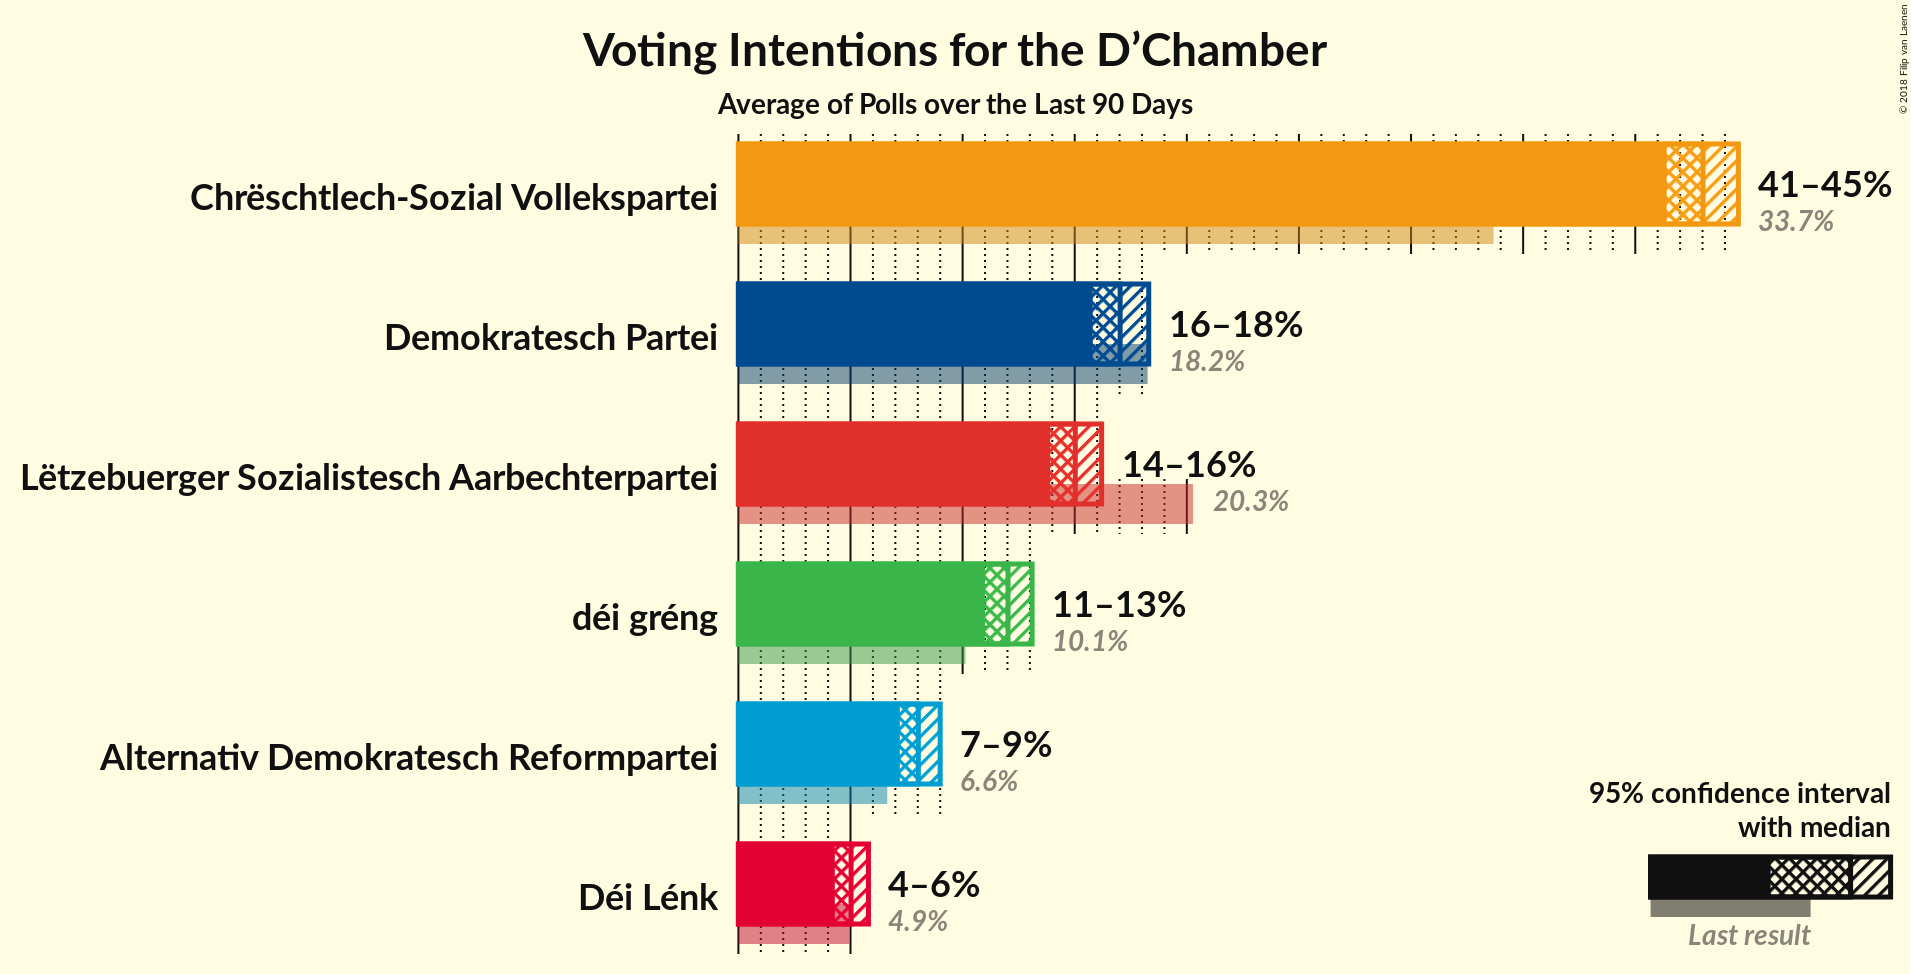 Voting Intentions for the D’Chamber
Average of Polls over the Last 90 Days
© 2018 Filip van Laenen
Chrëschtlech-Sozial Vollekspartei
41–45%
33.7%
Demokratesch Partei
16–18%
18.2%
Lëtzebuerger Sozialistesch Aarbechterpartei
14–16%
20.3%
déi gréng
11–13%
10.1%
Alternativ Demokratesch Reformpartei
7–9%
6.6%
Déi Lénk
4–6%
4.9%
95% confidence interval
with median
Last result